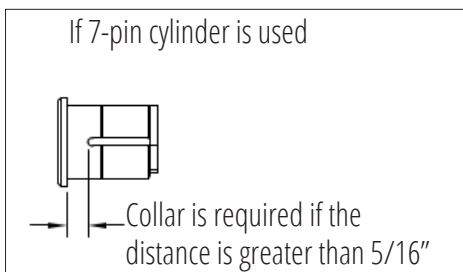 If 7-pin cylinder is used
Collar is required if the
distance is greater than 5/16”